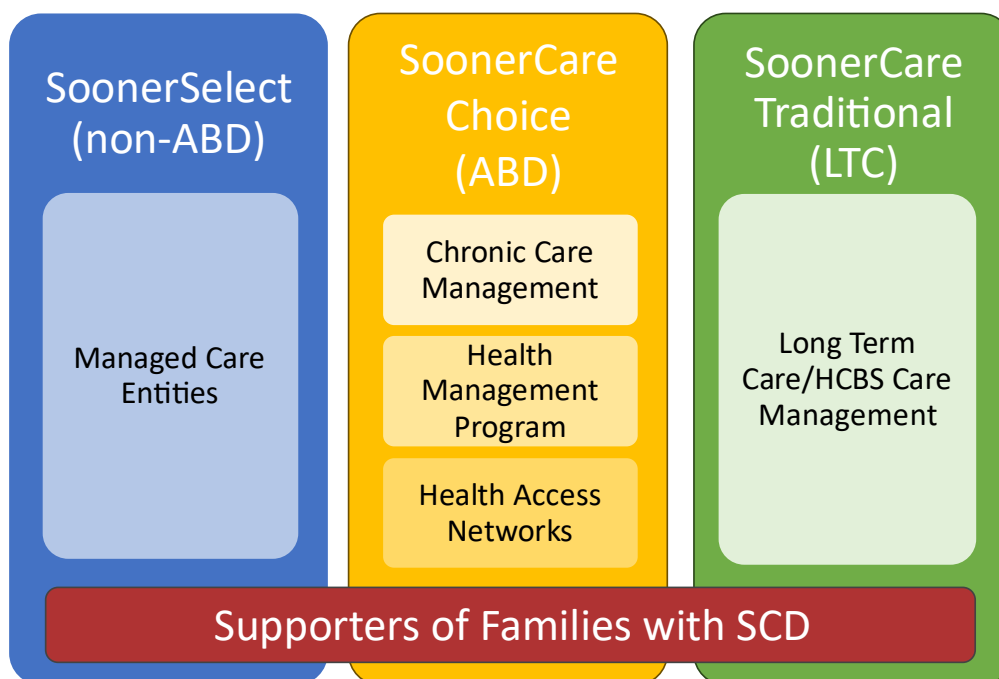 SoonerSelect
(non-ABD)
Managed Care
Entities
SoonerCare
Choice
(ABD)
Chronic Care
Management
Health
Management
Program
Health Access
Networks
SoonerCare
Traditional
(LTC)
Long Term
Care/HCBS Care
Management
Supporters of Families with SCD